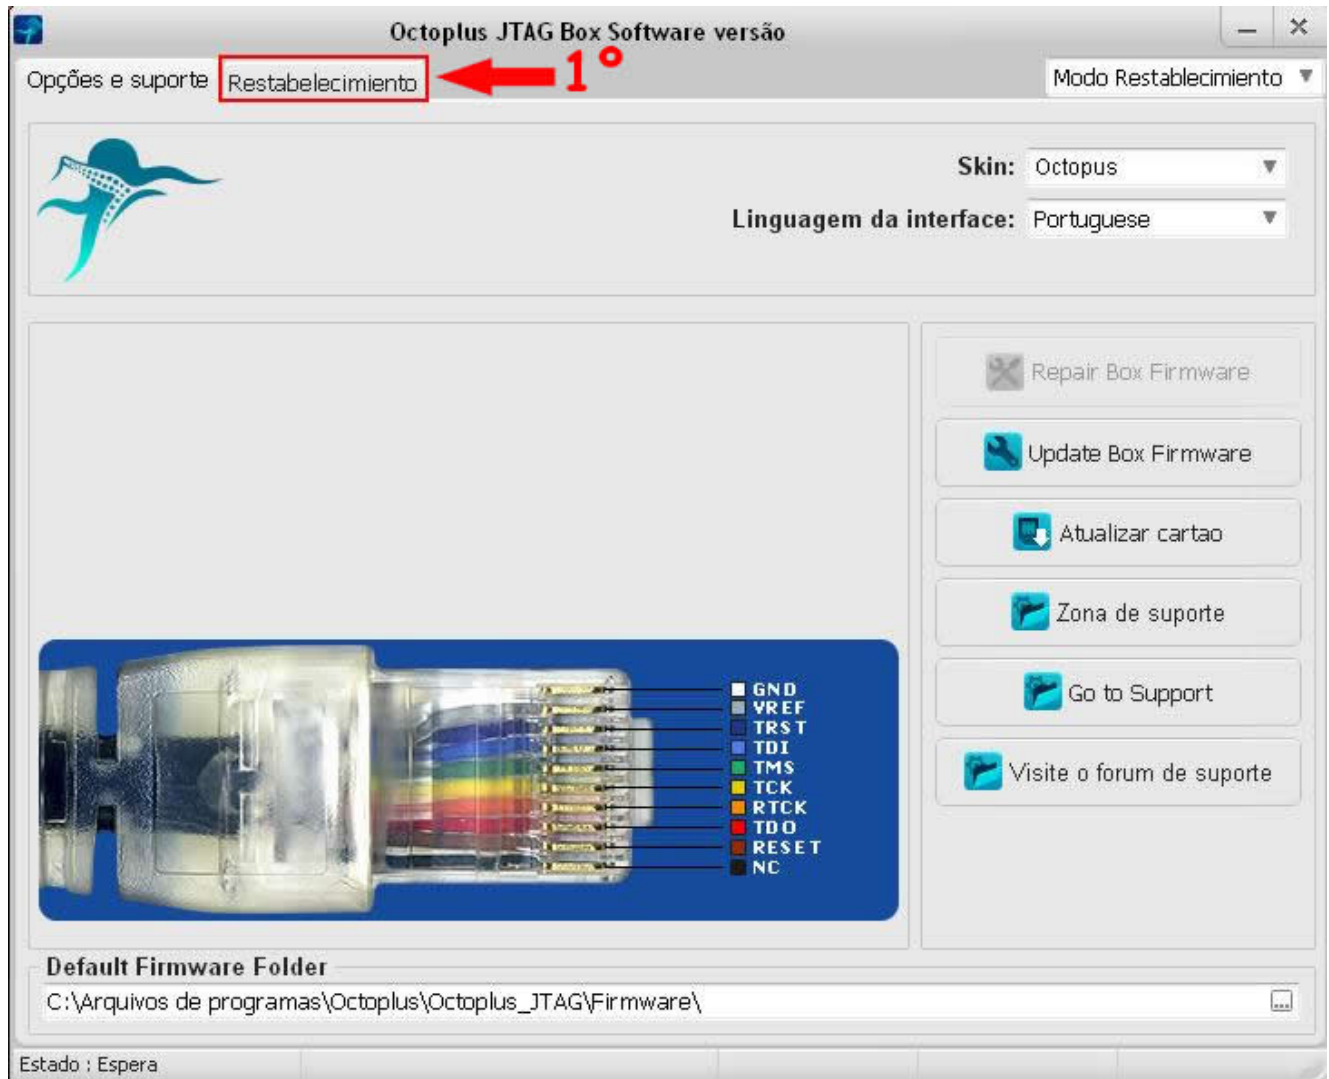 Octoplus JTAG Box Software versão
Opções e suporte
Restabelecimiento
1°
Modo Restablecimiento
Skin: Octopus
Linguagem da interface: Portuguese
Repair Box Firmware
Update Box Firmware
Atualizar cartao
Zona de suporte
Go to Support
Visite o forum de suporte
GND
VREF
TRST
TDI
TMS
TCK
RTCK
TDO
RESET
NC
Default Firmware Folder
C:\Arquivos de programas\Octoplus\Octoplus_JTAG\Firmware\
...
Estado : Espera